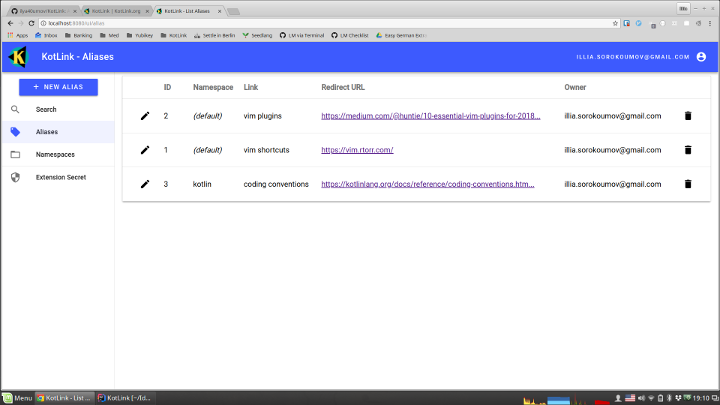 KotLink | KotLink.org
KotLink - List Aliases
localhost:8080/ui/alias
Apps Inbox Banking Med Yubikey KotLink Settle in Berlin Seedlang LM via Terminal LM Checklist Easy German Ext
KotLink - Aliases
ILLIA.SOROKOUMOV@GMAIL.COM
+ NEW ALIAS
Search
Aliases
Namespaces
Extension Secret
ID Namespace Link Redirect URL Owner
2 (default) vim plugins https://medium.com/@huntie/10-essential-vim-plugins-for-2018... illia.sorokoumov@gmail.com
1 (default) vim shortcuts https://vim.rtorr.com/ illia.sorokoumov@gmail.com
3 kotlin coding conventions https://kotlinlang.org/docs/reference/coding-conventions.htm... illia.sorokoumov@gmail.com
Menu KotLink - List ... KotLink [~/Id... 19:10